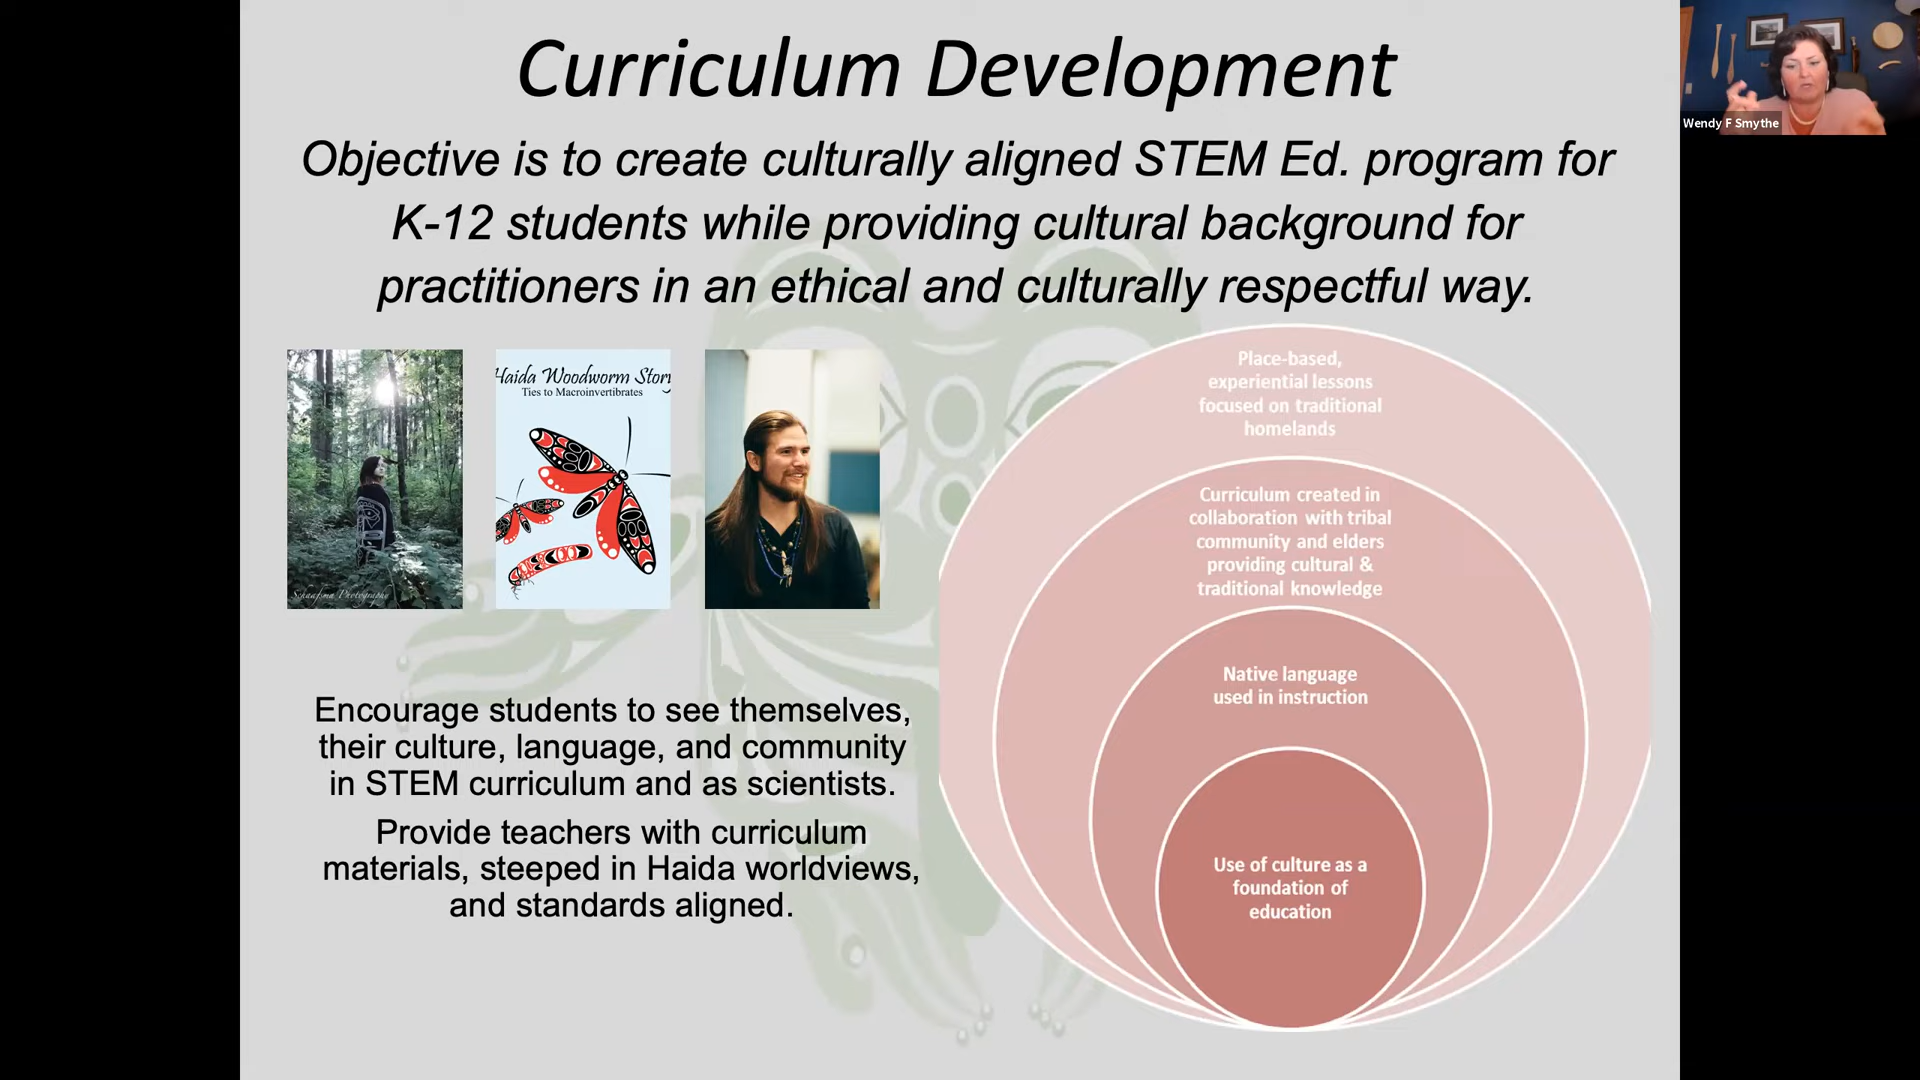 Curriculum Development
Wendy F Smythe
Objective is to create culturally aligned STEM Ed. program for
K-12 students while providing cultural background for
practitioners in an ethical and culturally respectful way.
Haida Woodworm Story
Ties to Macroinvertibrates
Schaafsma Photography
Encourage students to see themselves,
their culture, language, and community
in STEM curriculum and as scientists.
Provide teachers with curriculum
materials, steeped in Haida worldviews,
and standards aligned.
Place-based,
experiential lessons
focused on traditional
homelands
Curriculum created in
collaboration with tribal
community and elders
providing cultural &
traditional knowledge
Native language
used in instruction
Use of culture as a
foundation of
education